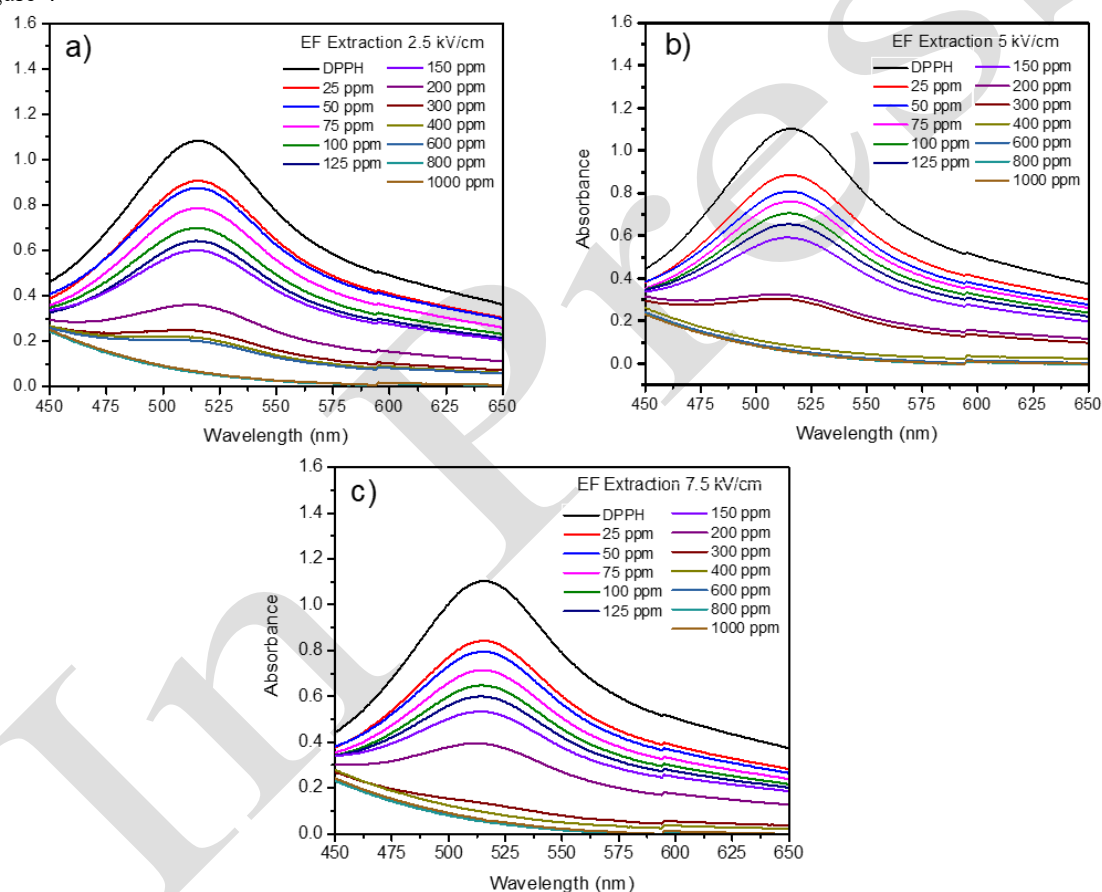 a)
EF Extraction 2.5 kV/cm
DPPH
25 ppm
50 ppm
75 ppm
100 ppm
125 ppm
150 ppm
200 ppm
300 ppm
400 ppm
600 ppm
800 ppm
1000 ppm
1.6
1.4
1.2
1.0
0.8
0.6
0.4
0.2
0.0
450 475 500 525 550 575 600 625 650
Wavelength (nm)
b)
EF Extraction 5 kV/cm
DPPH
25 ppm
50 ppm
75 ppm
100 ppm
125 ppm
150 ppm
200 ppm
300 ppm
400 ppm
600 ppm
800 ppm
1000 ppm
Absorbance
1.6
1.4
1.2
1.0
0.8
0.6
0.4
0.2
0.0
450 475 500 525 550 575 600 625 650
Wavelength (nm)
c)
EF Extraction 7.5 kV/cm
DPPH
25 ppm
50 ppm
75 ppm
100 ppm
125 ppm
150 ppm
200 ppm
300 ppm
400 ppm
600 ppm
800 ppm
1000 ppm
Absorbance
1.6
1.4
1.2
1.0
0.8
0.6
0.4
0.2
0.0
450 475 500 525 550 575 600 625 650
Wavelength (nm)
In Press